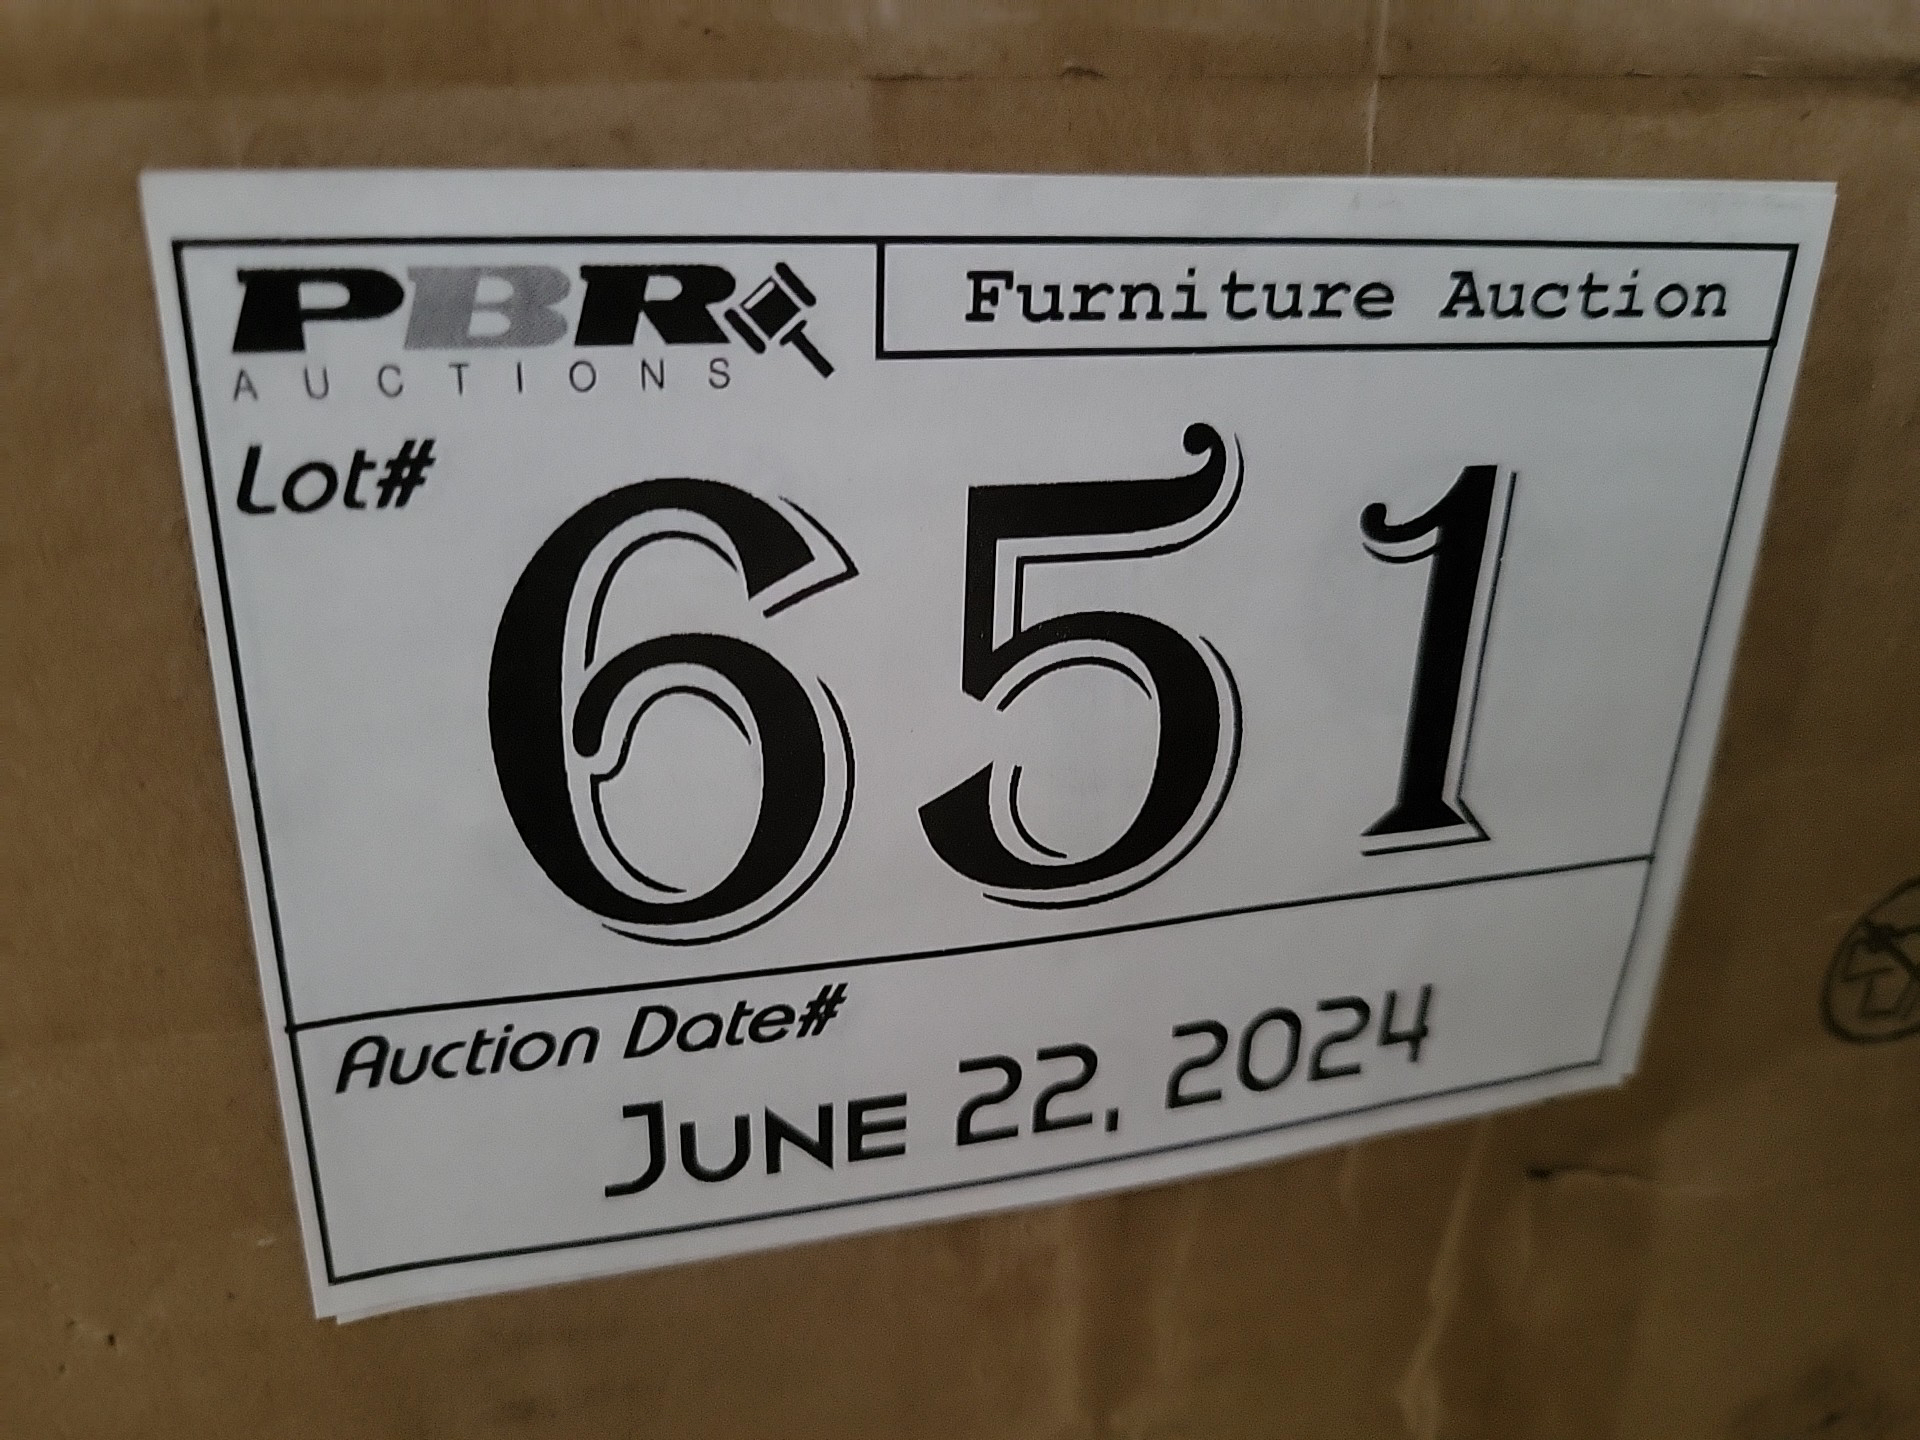 PBR
AUCTIONS
Furniture Auction
Lot#
651
Auction Date#
JUNE 22, 2024